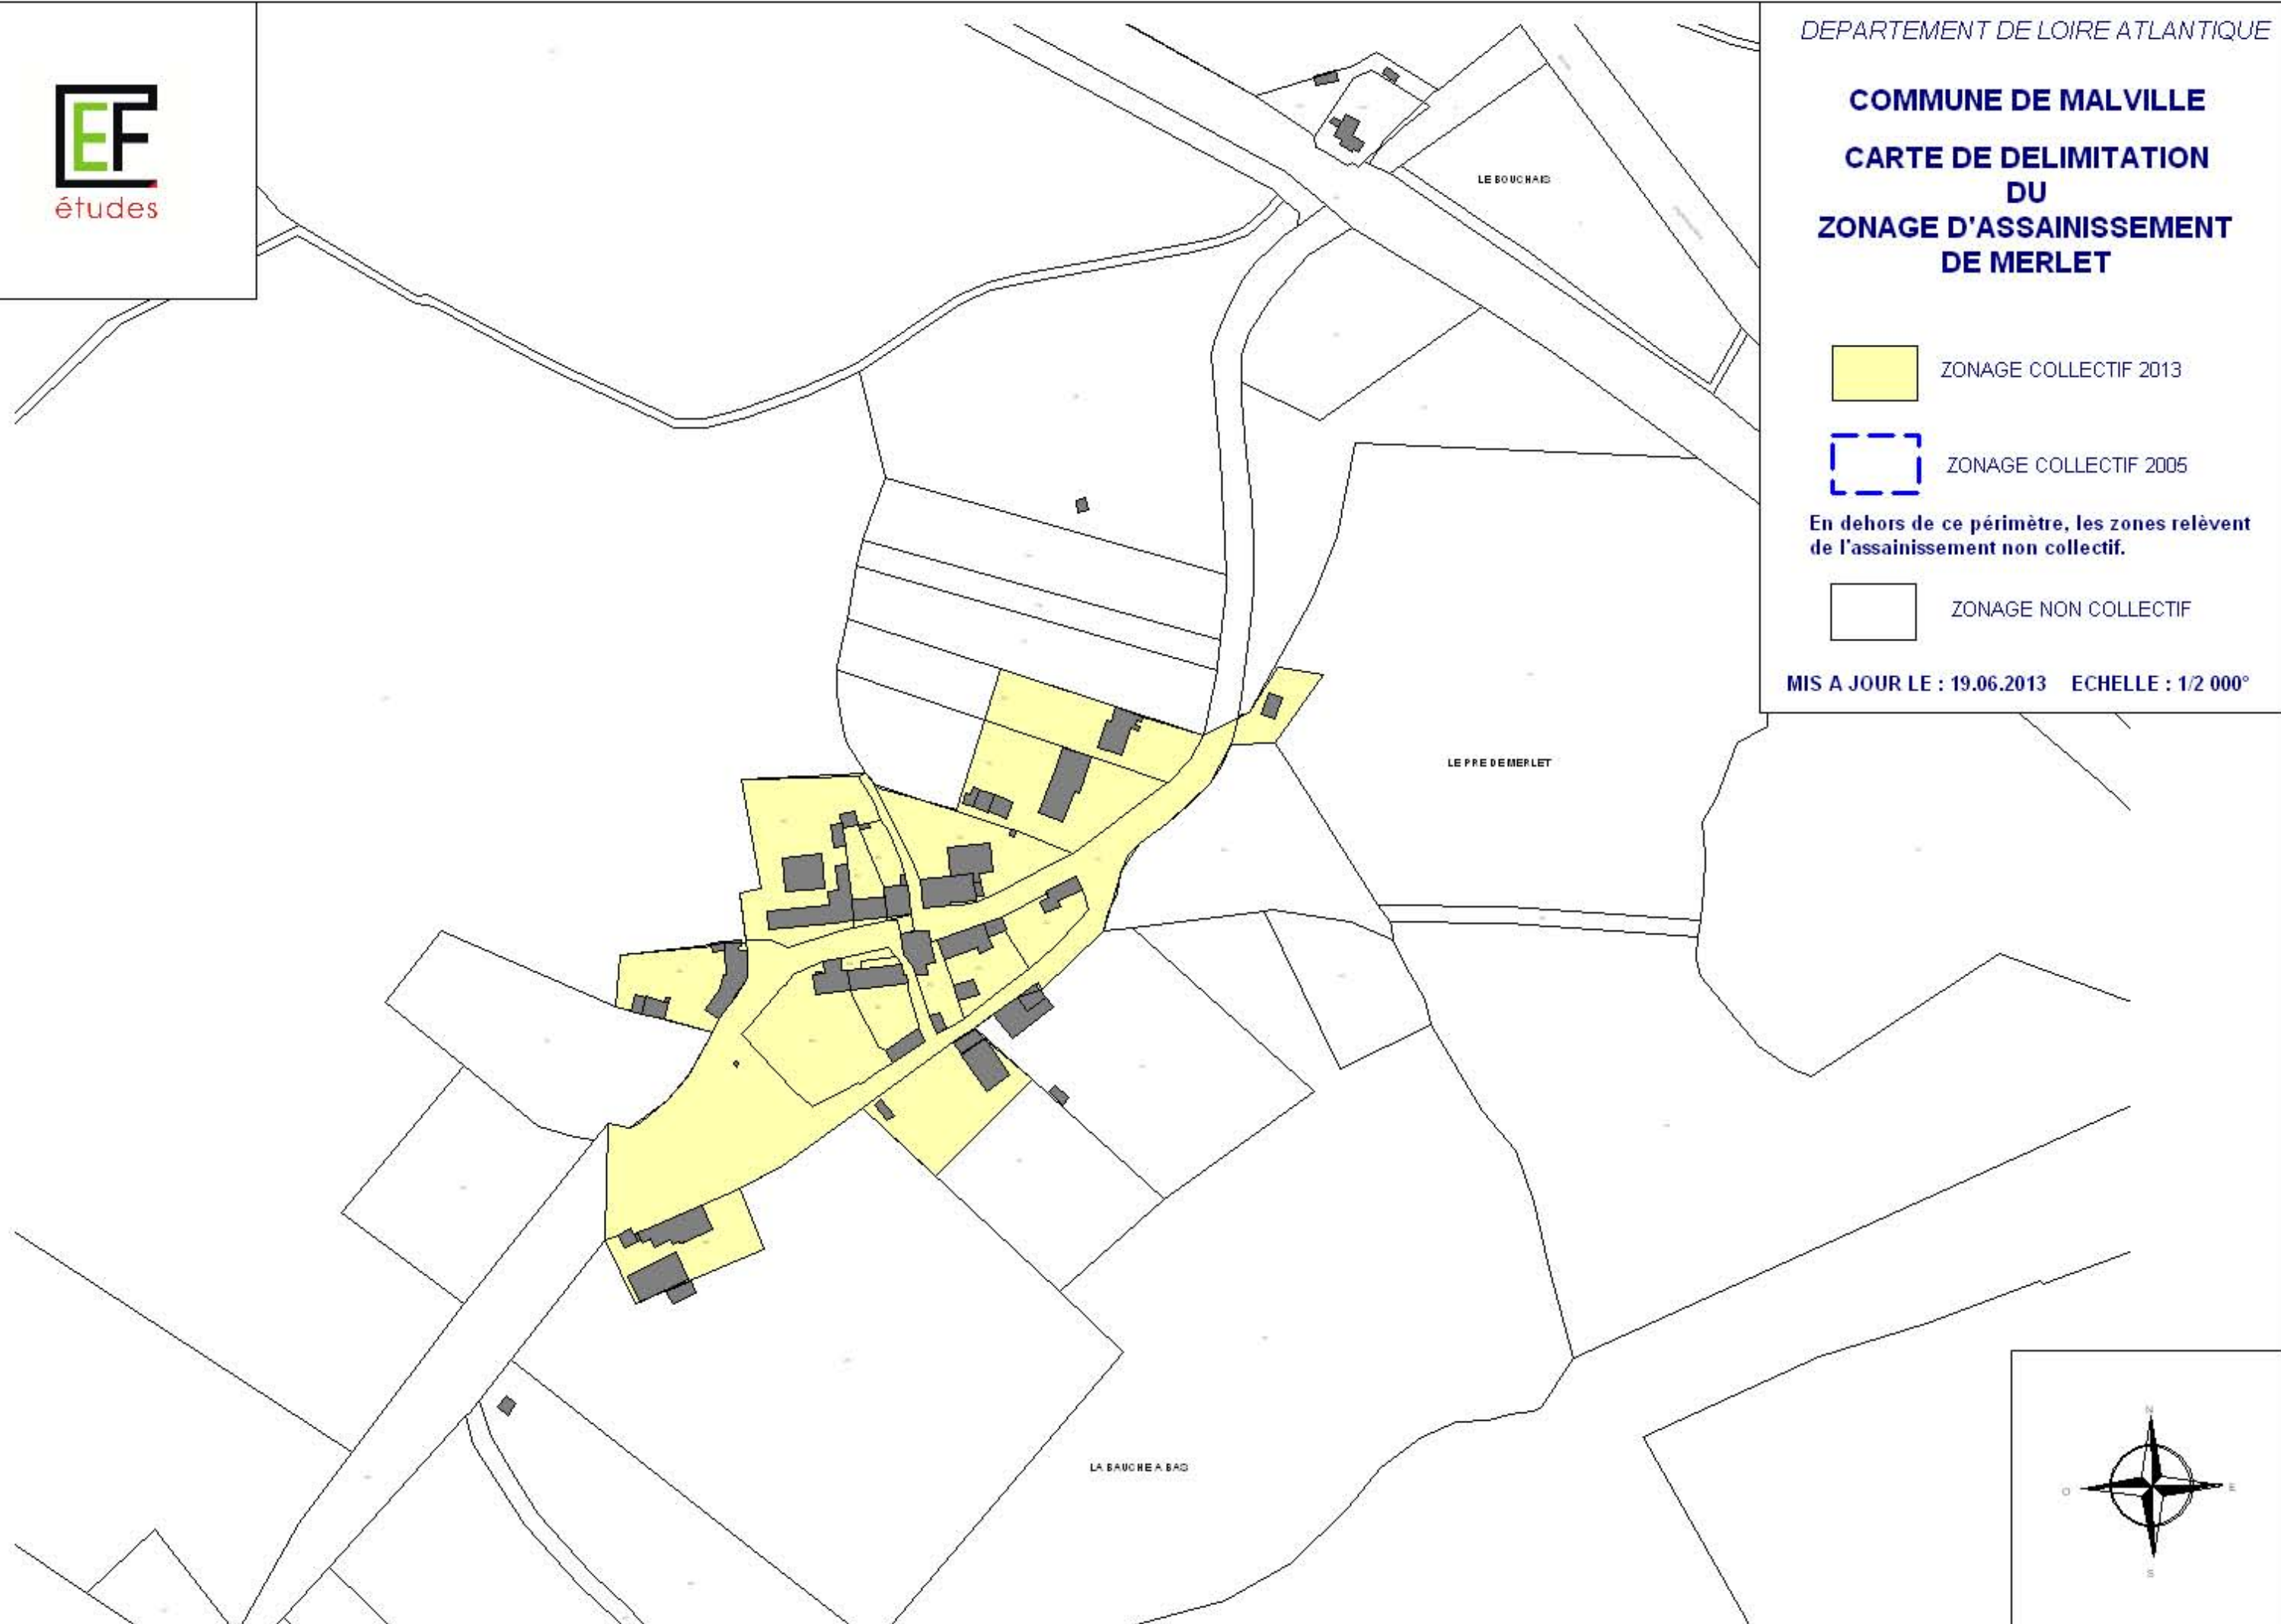 EF
études
DEPARTEMENT DE LOIRE ATLANTIQUE
COMMUNE DE MALVILLE
CARTE DE DELIMITATION
DU
ZONAGE D'ASSAINISSEMENT
DE MERLET
ZONAGE COLLECTIF 2013
ZONAGE COLLECTIF 2005
En dehors de ce périmètre, les zones relèvent
de l'assainissement non collectif.
ZONAGE NON COLLECTIF
MIS A JOUR LE : 19.06.2013 ECHELLE : 1/2 000°
LE BOUCHAIS
LE PRE DE MERLET
LA BAUCHE A BAS
N
O
E
S